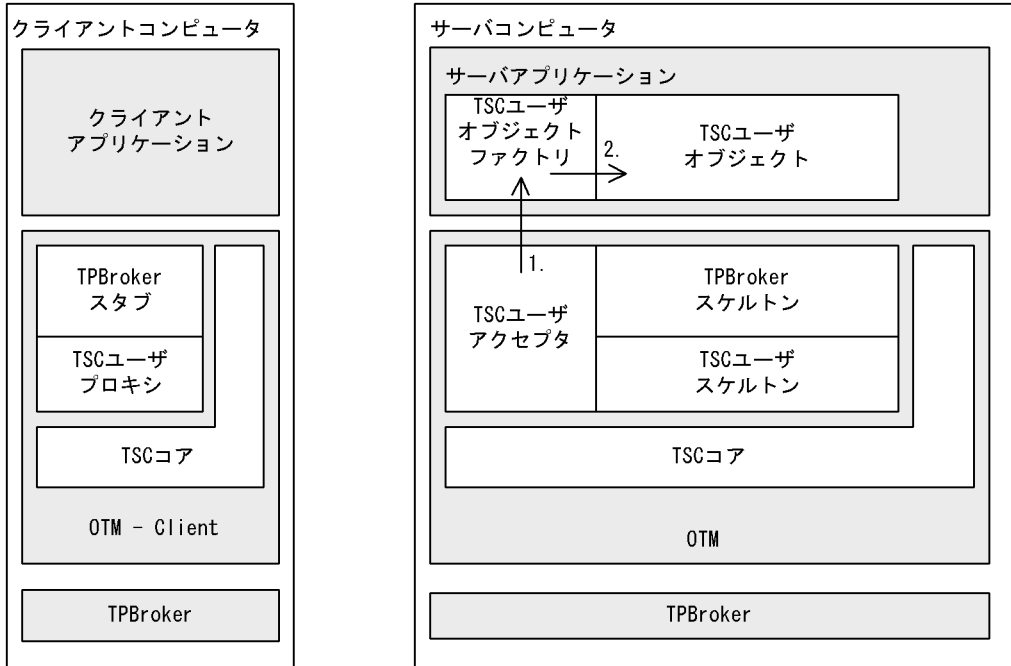 クライアントコンピュータ
クライアント
アプリケーション
TPBroker
スタブ
TSCユーザ
プロキシ
TSCコア
OTM - Client
TPBroker
サーバコンピュータ
サーバアプリケーション
TSCユーザ
オブジェクト
ファクトリ
2.
TSCユーザ
オブジェクト
1.
TSCユーザ
アクセプタ
TPBroker
スケルトン
TSCユーザ
スケルトン
TSCコア
OTM
TPBroker